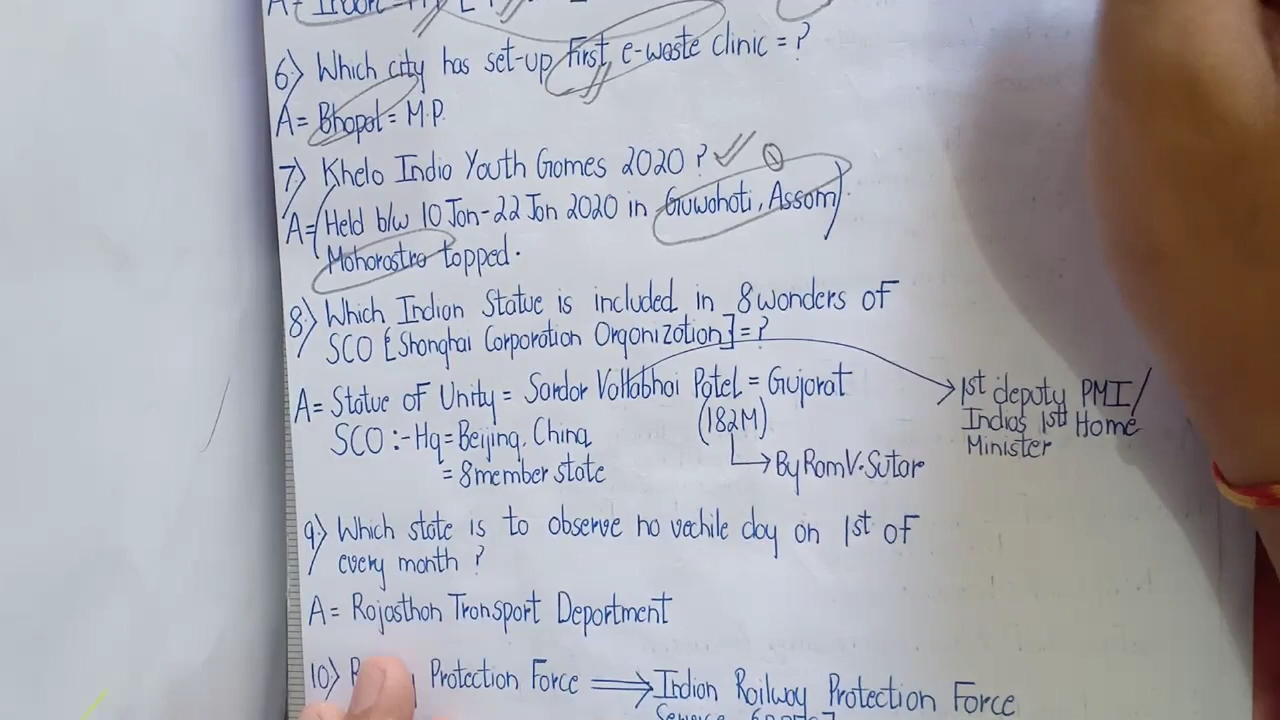 6) Which city has set-up first e-waste clinic = ?
A = Bhopal = M.P.
7) Khelo India Youth Games 2020 ?
A = (Held b/w 10 Jan-22 Jan 2020 in Guwahati, Assam)
Maharastra topped.
8) Which Indian Statue is included in 8 wonders of
SCO [Shanghai Corporation Organization] = ?
A = Statue of Unity = Sardar Vallabhai Patel = Gujarat
(182M)
By Ram V. Sutar
1st deputy PMI/
Indias 1st Home
Minister
SCO :- Hq = Beijing, China
= 8 member state
9) Which state is to observe no vechile day on 1st of
every month ?
A = Rajasthan Transport Department
10) Protection Force ⟹ Indian Railway Protection Force